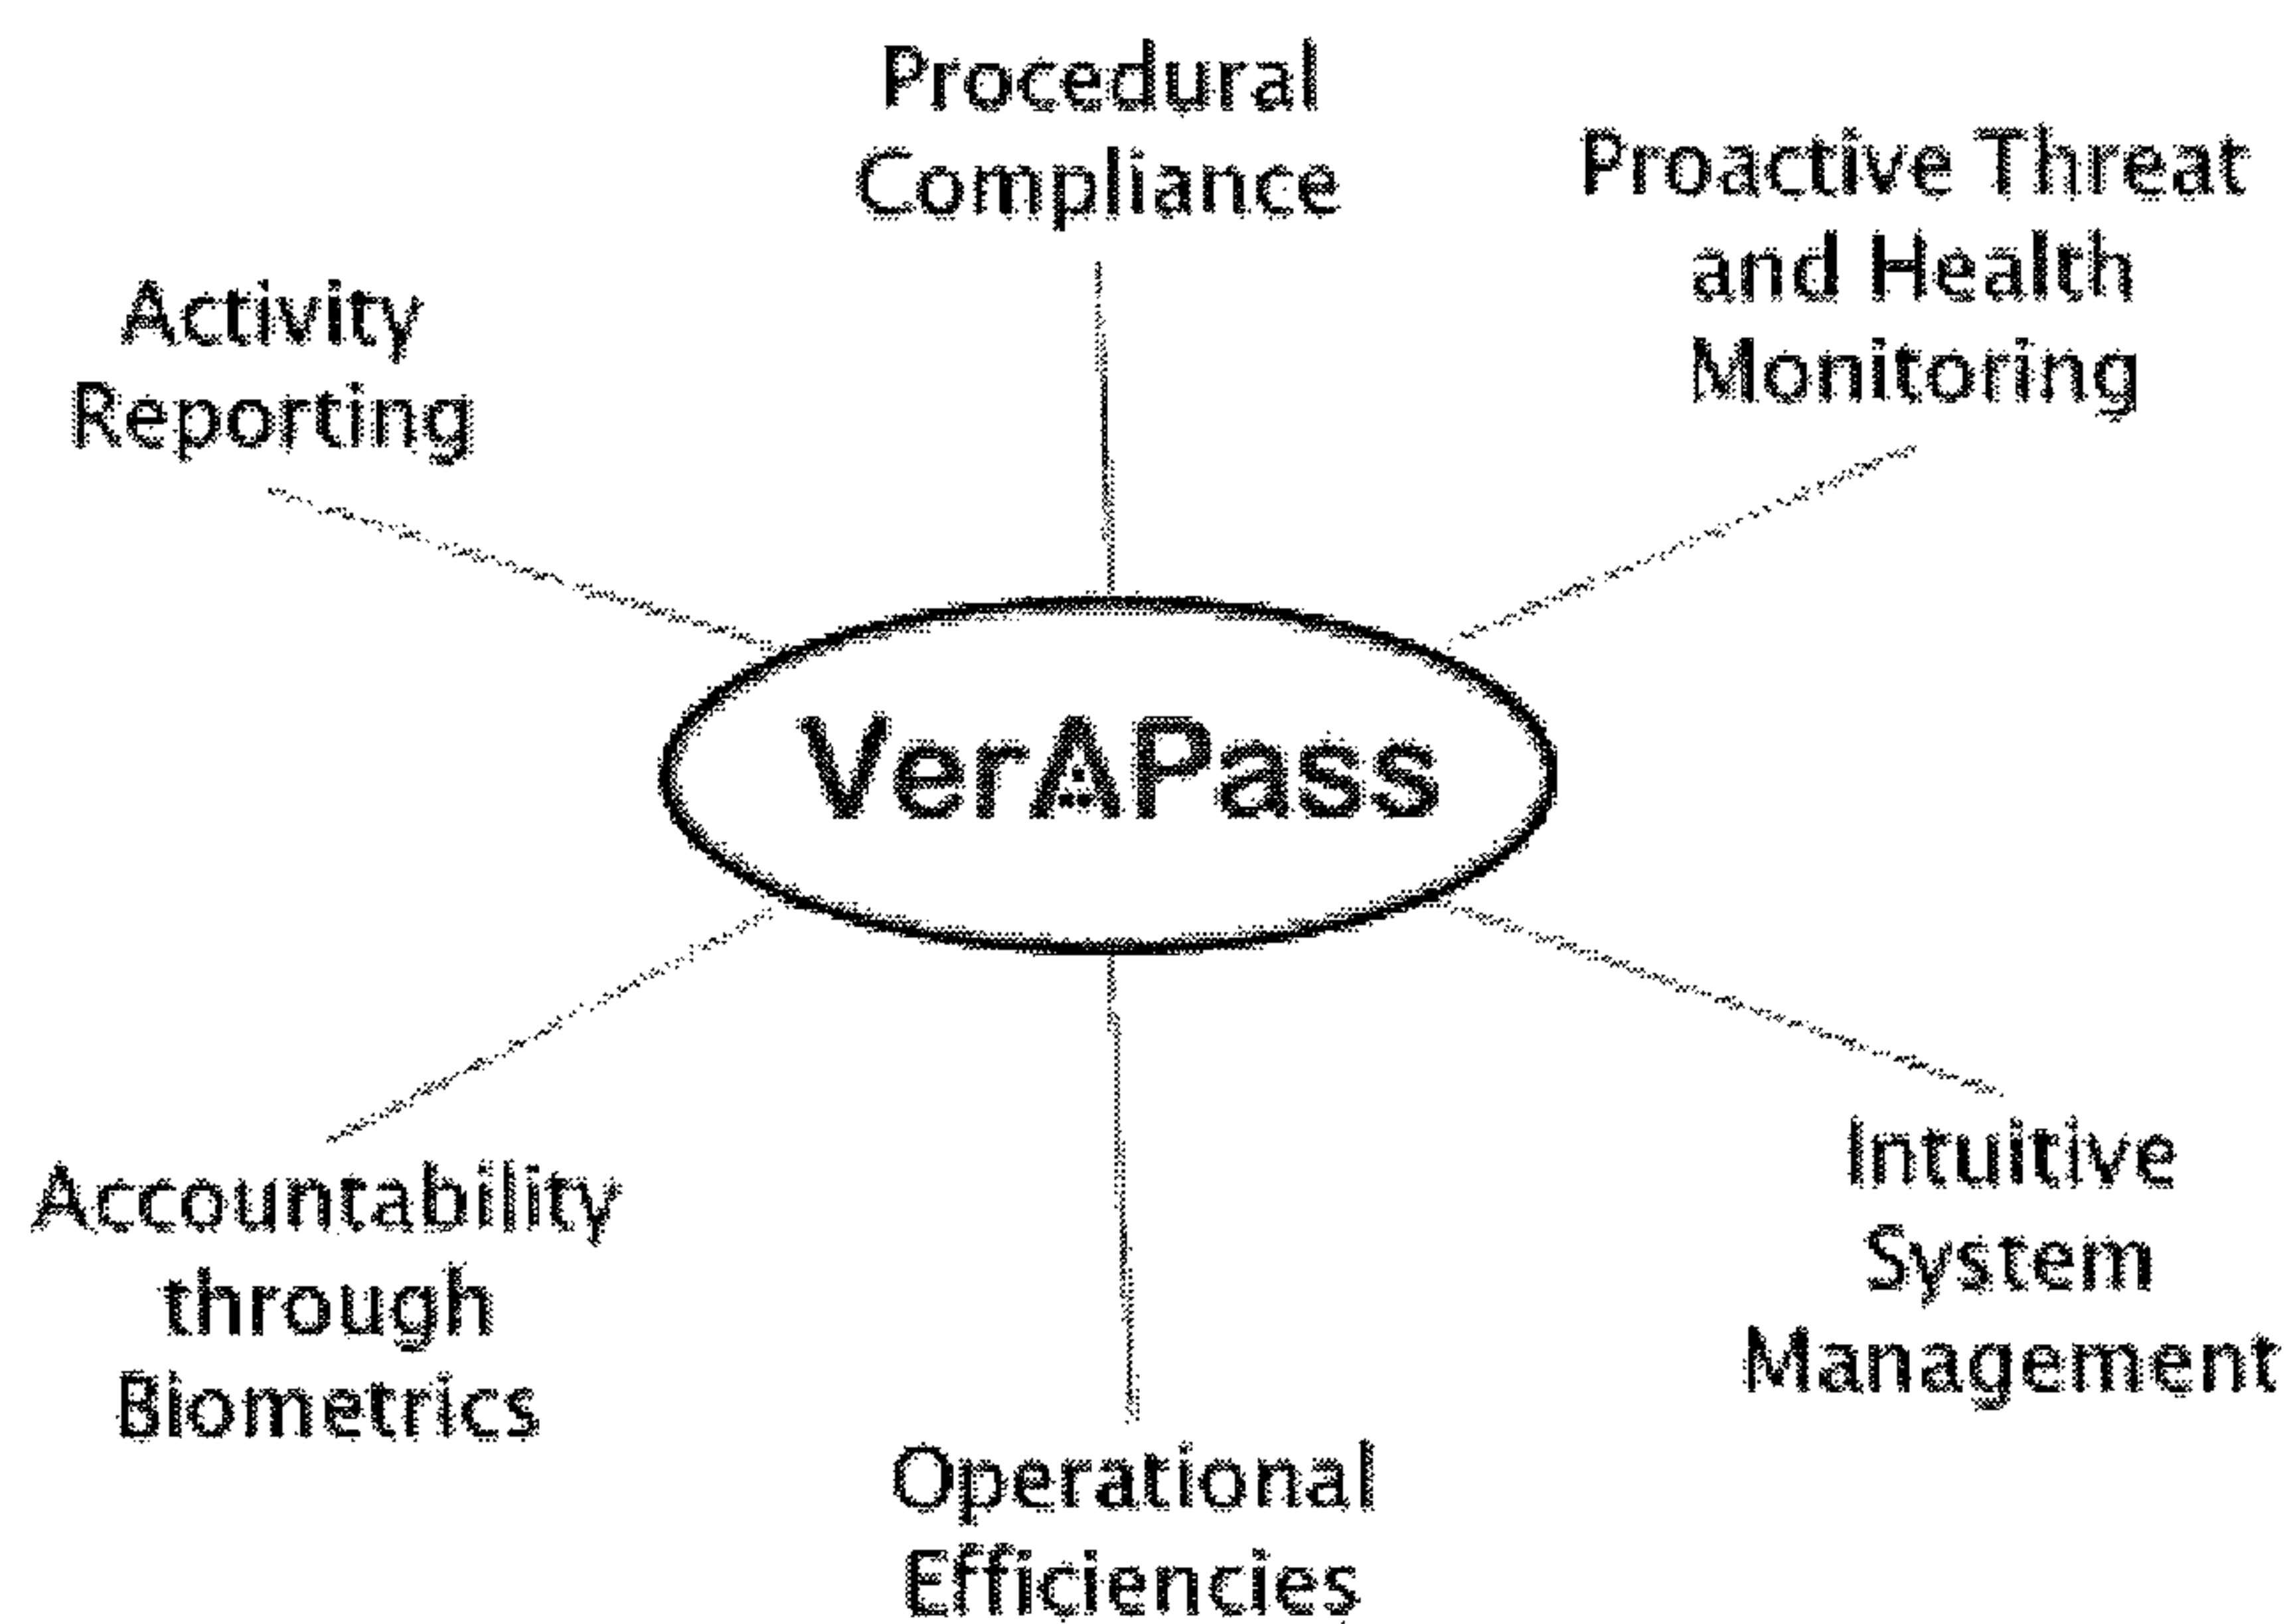 Procedural
Compliance
Proactive Threat
and Health
Monitoring
Activity
Reporting
VerAPass
Accountability
through
Biometrics
Intuitive
System
Management
Operational
Efficiencies